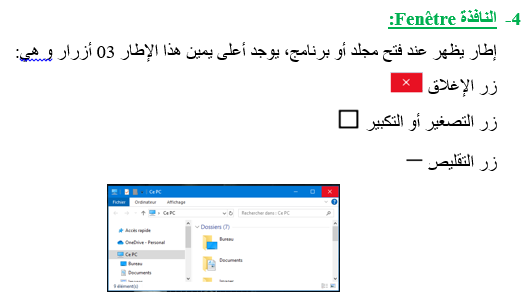 4- النافذة Fenêtre:
إطار يظهر عند فتح مجلد أو برنامج، يوجد أعلى يمين هذا الإطار 03 أزرار و هي:
زر الإغلاق
زر التصغير أو التكبير
زر التقليص
Ce PC
Fichier Ordinateur Affichage
Ce PC Rechercher dans : Ce PC
Accès rapide
OneDrive - Personal
Ce PC
Bureau
Documents
Dossiers (7)
Bureau
Documents
9 élément(s)